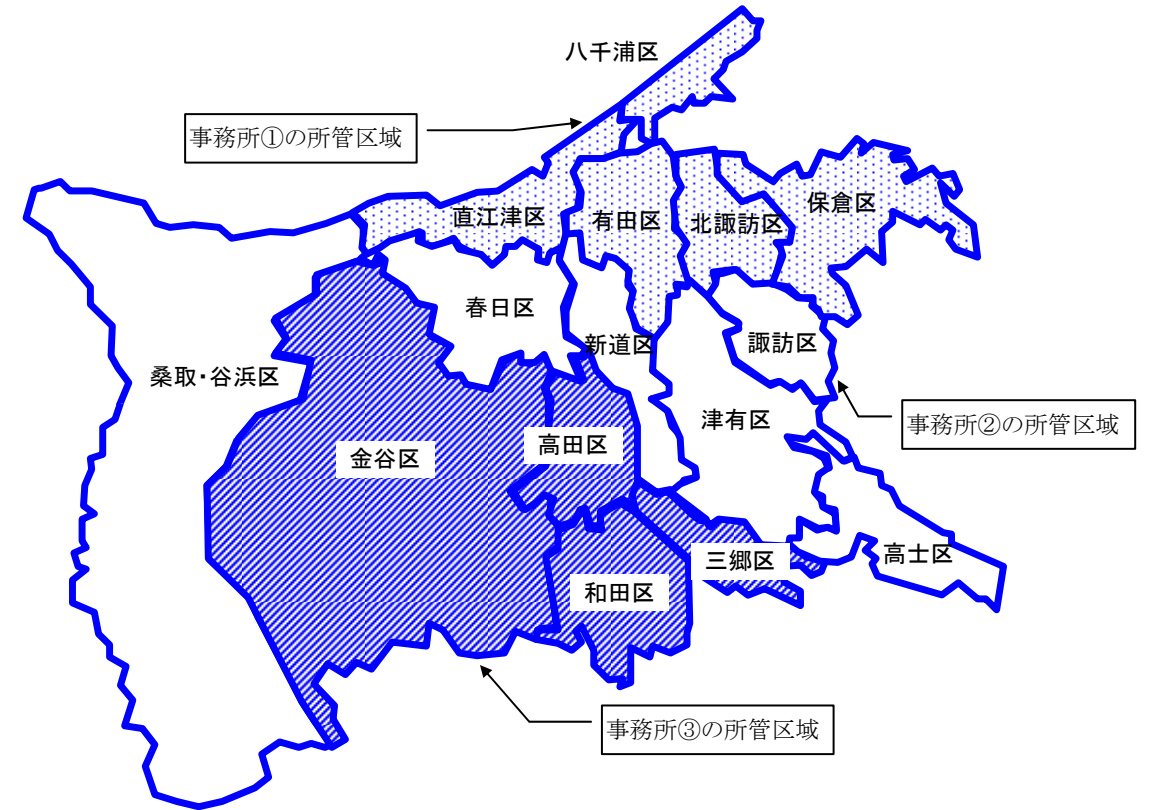 八千浦区
事務所①の所管区域
保倉区
直江津区
有田区
北諏訪区
春日区
新道区
諏訪区
桑取・谷浜区
津有区
事務所②の所管区域
高田区
金谷区
高士区
三郷区
和田区
事務所③の所管区域